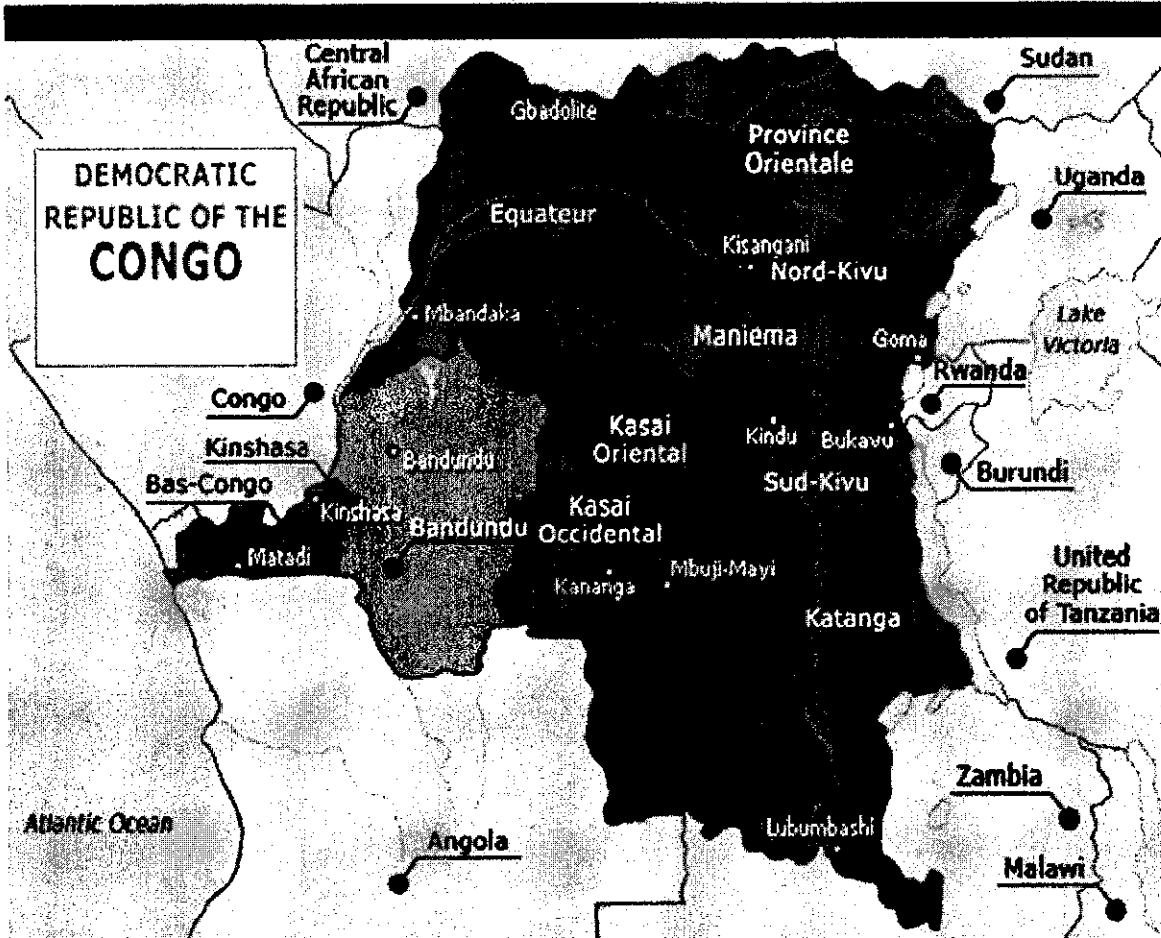 Central
African
Republic
Sudan
Gbadolite
Province
Orientale
DEMOCRATIC
REPUBLIC OF THE
CONGO
Uganda
Equateur
Kisangani
Nord-Kivu
Mbandaka
Maniema
Goma
Lake
Victoria
Rwanda
Congo
Kasai
Oriental
Kindu
Bukavu
Kinshasa
Bandundu
Burundi
Bas-Congo
Sud-Kivu
Kinshasa
Bandundu
Kasai
Occidental
Matadi
Kananga
Mbuji-Mayi
United
Republic
of Tanzania
Katanga
Zambia
Atlantic Ocean
Angola
Lubumbashi
Malawi